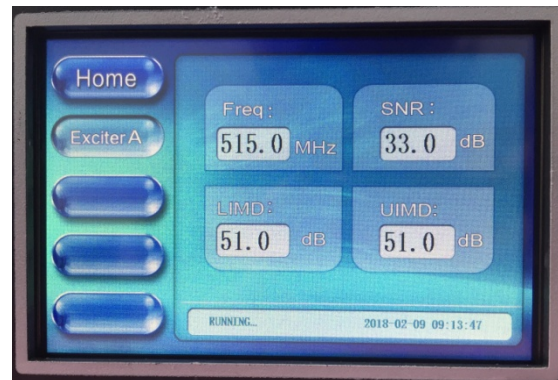 Home
Exciter A
Freq:
515.0 MHz
SNR:
33.0 dB
LIMD:
51.0 dB
UIMD:
51.0 dB
RUNNING…
2018-02-09 09:13:47